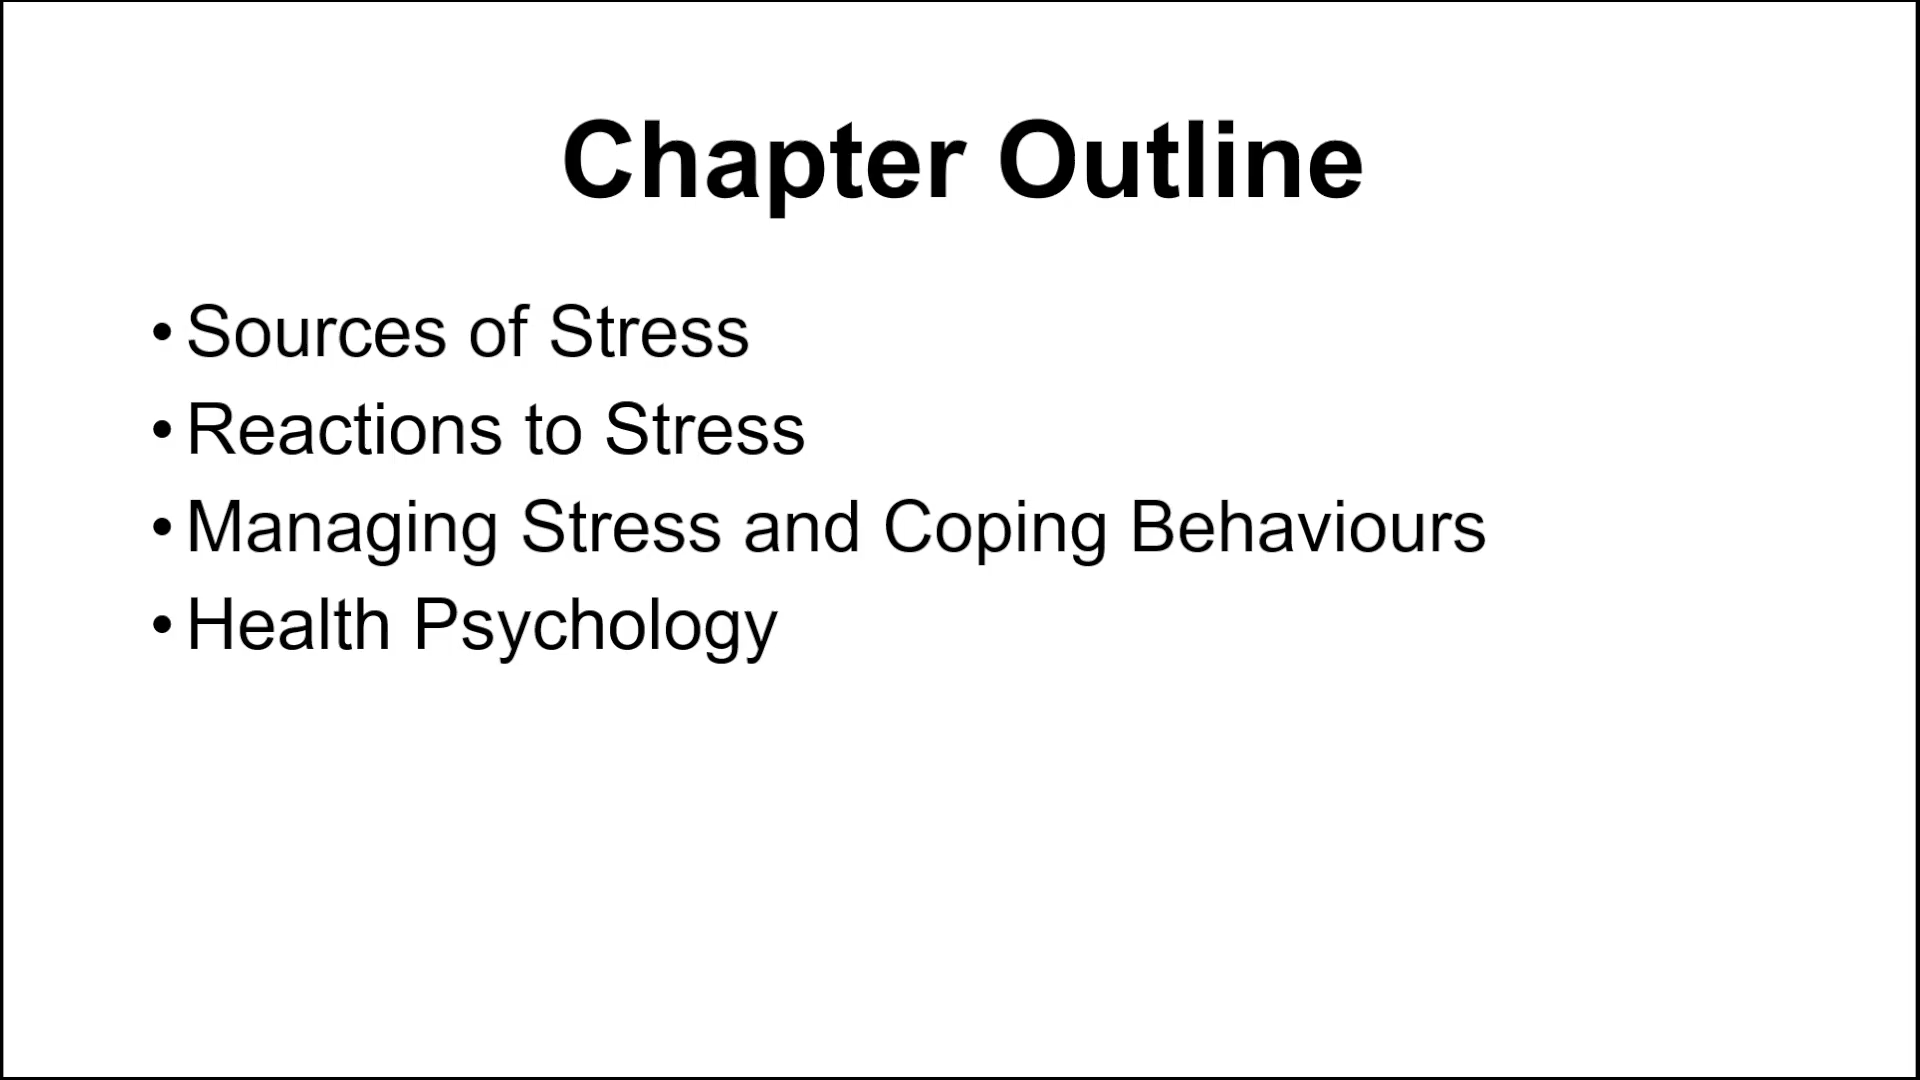 Chapter Outline
• Sources of Stress
• Reactions to Stress
• Managing Stress and Coping Behaviours
• Health Psychology